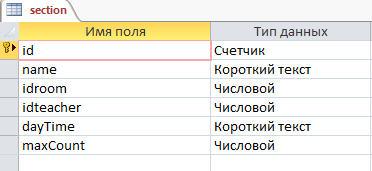 section
Имя поля Тип данных
id Счетчик
name Короткий текст
idroom Числовой
idteacher Числовой
dayTime Короткий текст
maxCount Числовой